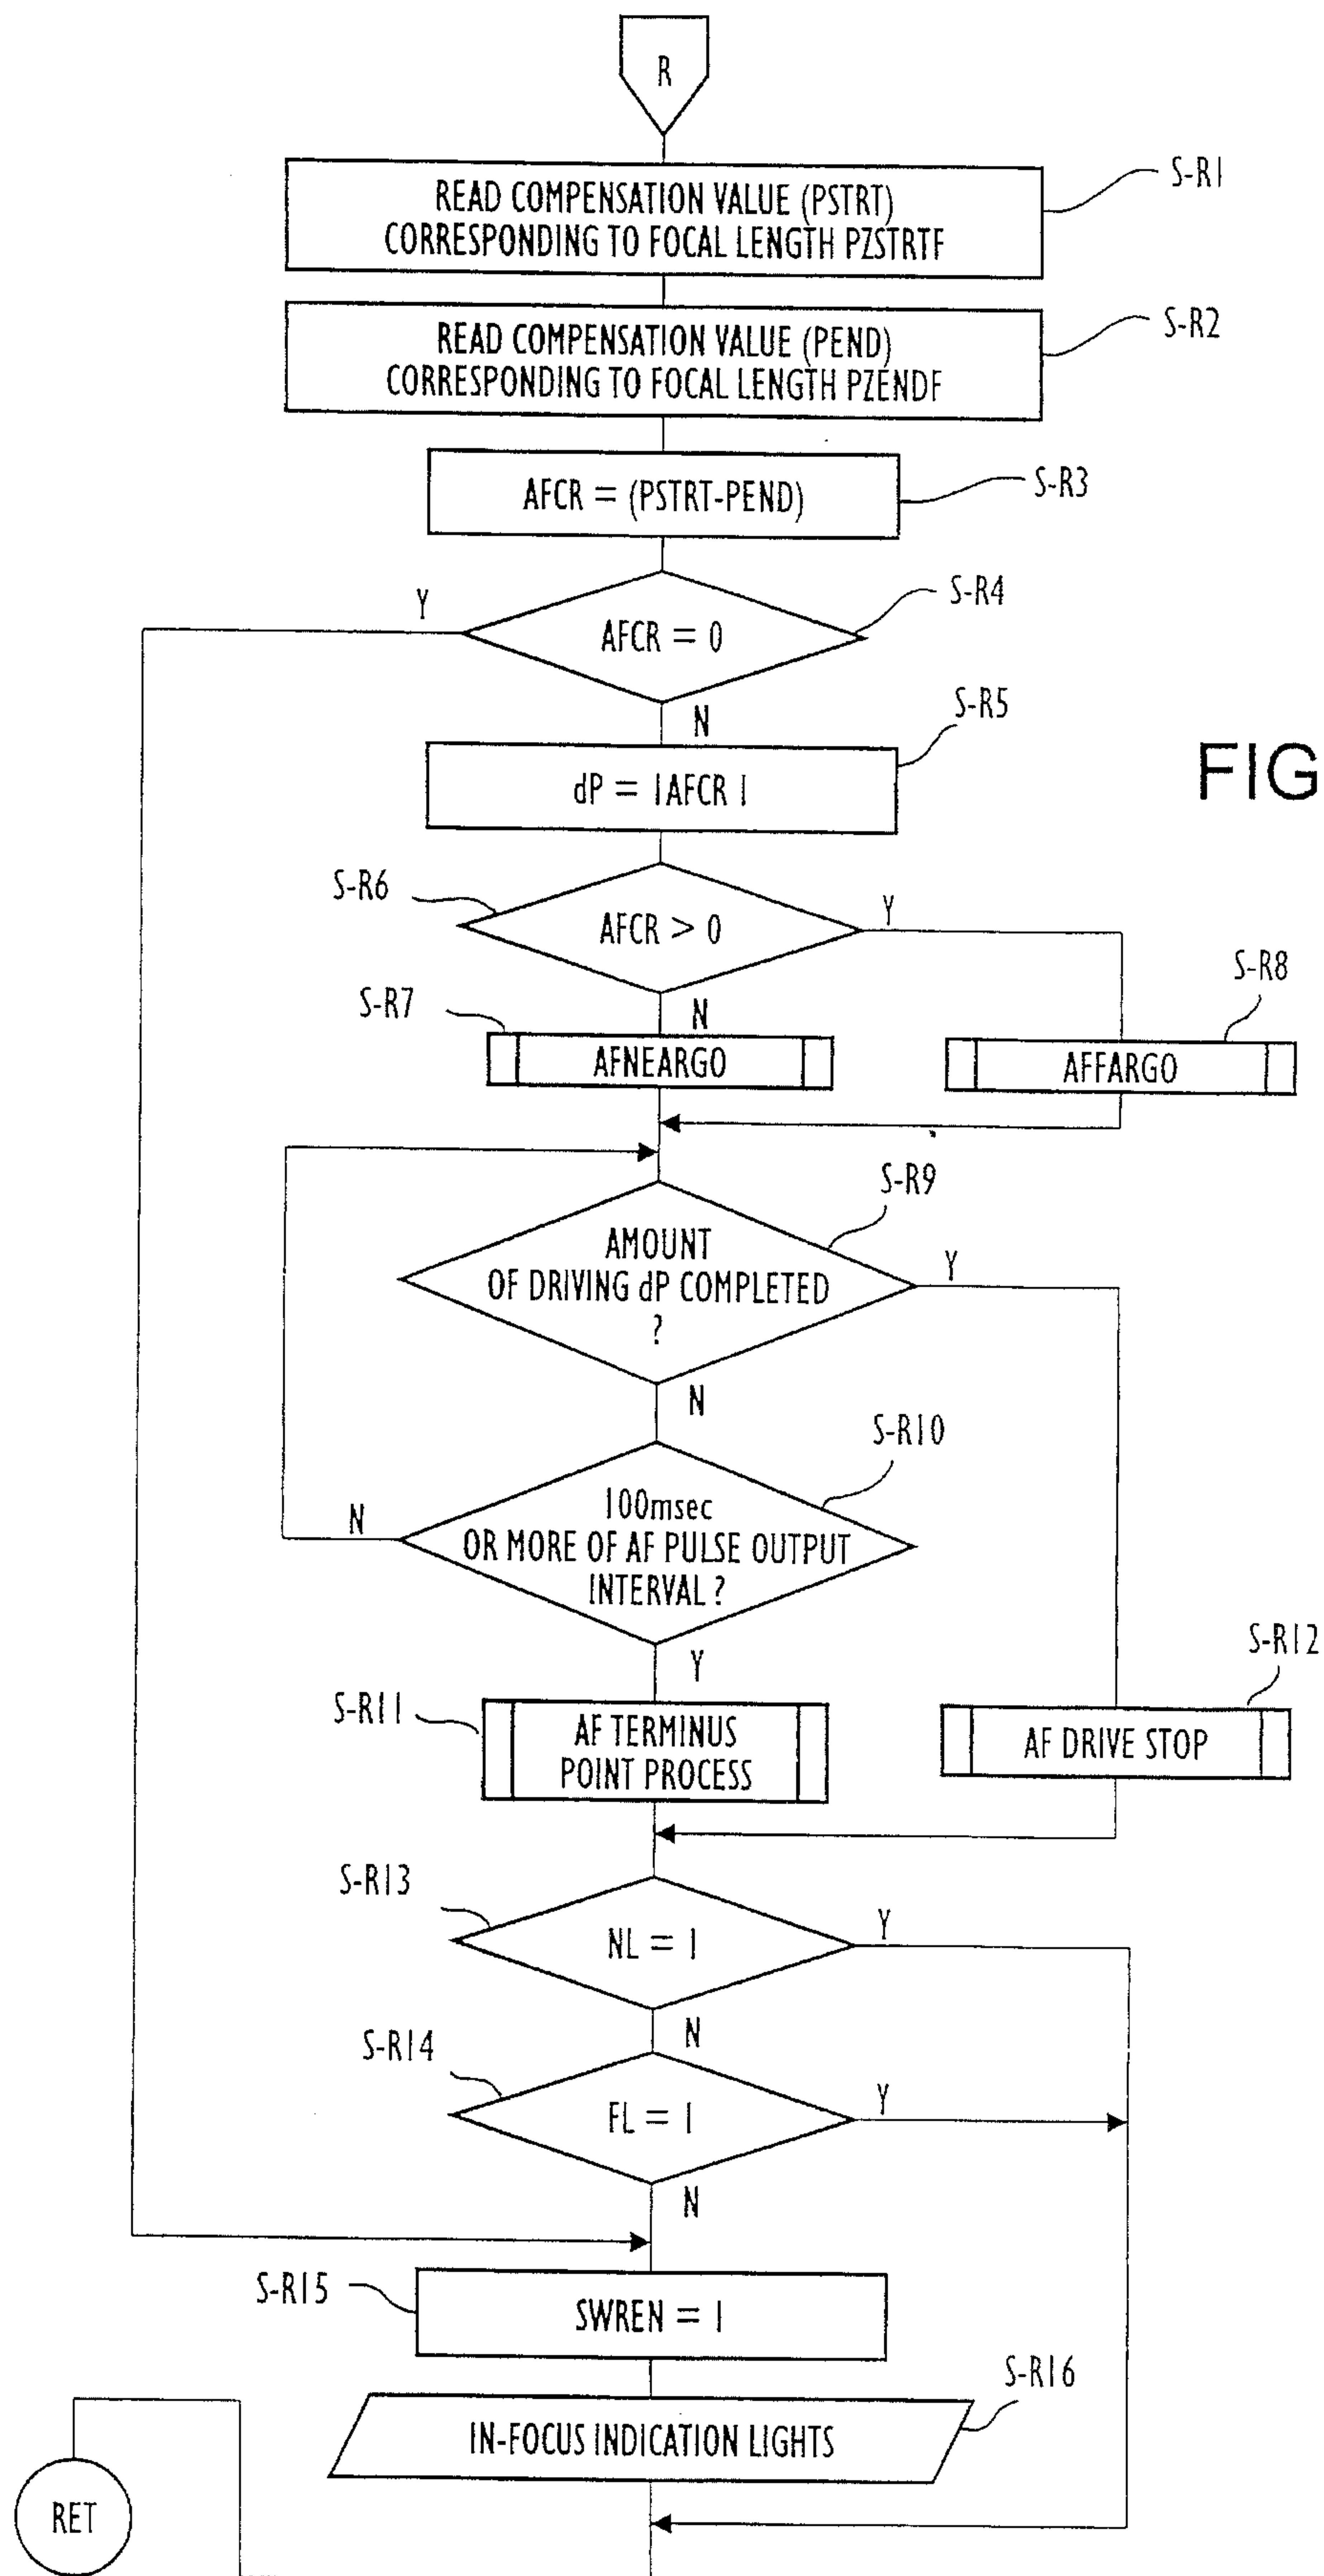 R
S-R1
READ COMPENSATION VALUE (PSTRT)
CORRESPONDING TO FOCAL LENGTH PZSTRTF
S-R2
READ COMPENSATION VALUE (PEND)
CORRESPONDING TO FOCAL LENGTH PZENDF
S-R3
AFCR = (PSTRT-PEND)
S-R4
Y
AFCR = 0
N
S-R5
dP = |AFCR|
FIG
S-R6
AFCR > 0
Y
N
S-R7
AFNEARGO
S-R8
AFFARGO
S-R9
AMOUNT
OF DRIVING dP COMPLETED
?
Y
N
S-R10
100msec
OR MORE OF AF PULSE OUTPUT
INTERVAL ?
N
Y
S-R11
AF TERMINUS
POINT PROCESS
S-R12
AF DRIVE STOP
S-R13
NL = 1
Y
N
S-R14
FL = 1
Y
N
S-R15
SWREN = 1
S-R16
IN-FOCUS INDICATION LIGHTS
RET